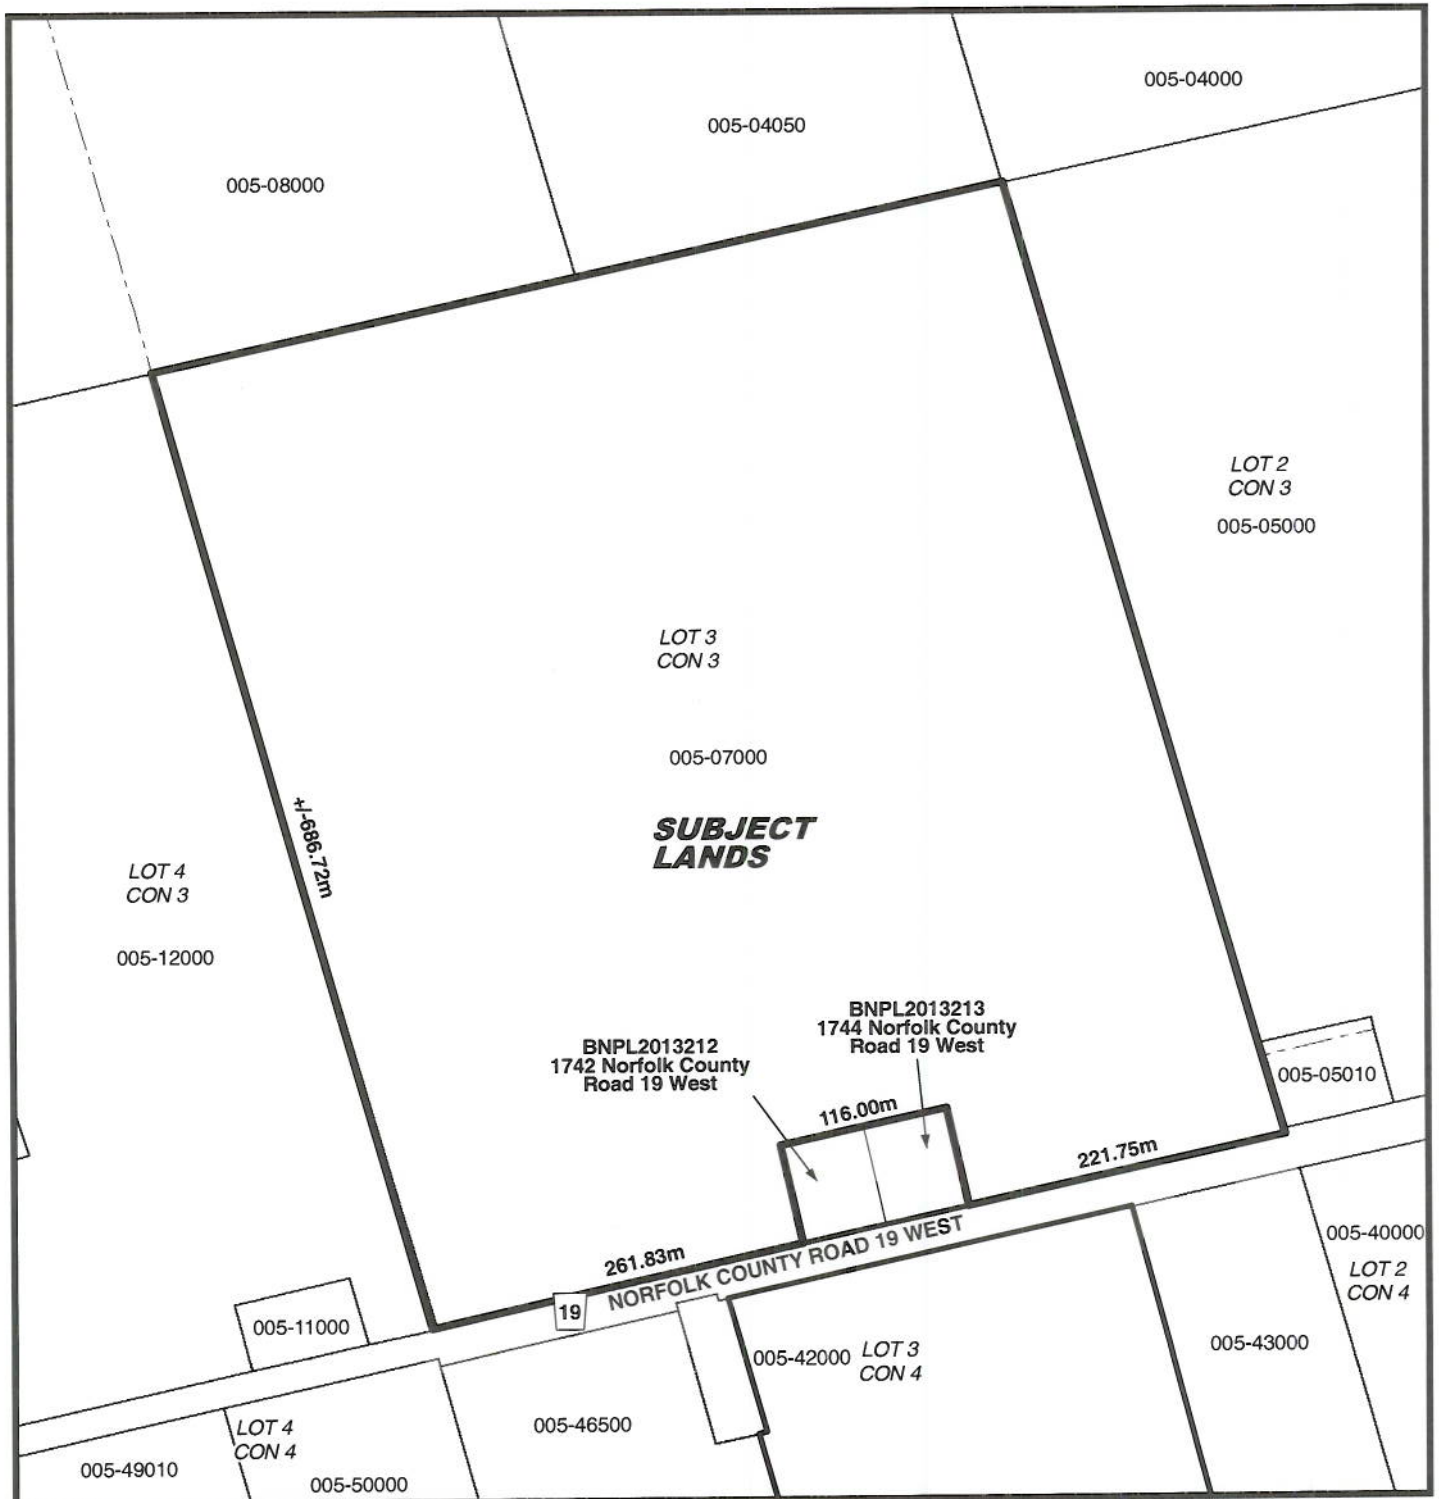 005-04000
005-04050
005-08000
LOT 2
CON 3
005-05000
LOT 3
CON 3
005-07000
SUBJECT
LANDS
+/-686.72m
LOT 4
CON 3
005-12000
BNPL2013213
1744 Norfolk County
Road 19 West
BNPL2013212
1742 Norfolk County
Road 19 West
005-05010
116.00m
221.75m
261.83m
NORFOLK COUNTY ROAD 19 WEST
19
005-11000
005-40000
LOT 2
CON 4
005-43000
005-42000
LOT 3
CON 4
005-46500
LOT 4
CON 4
005-49010
005-50000